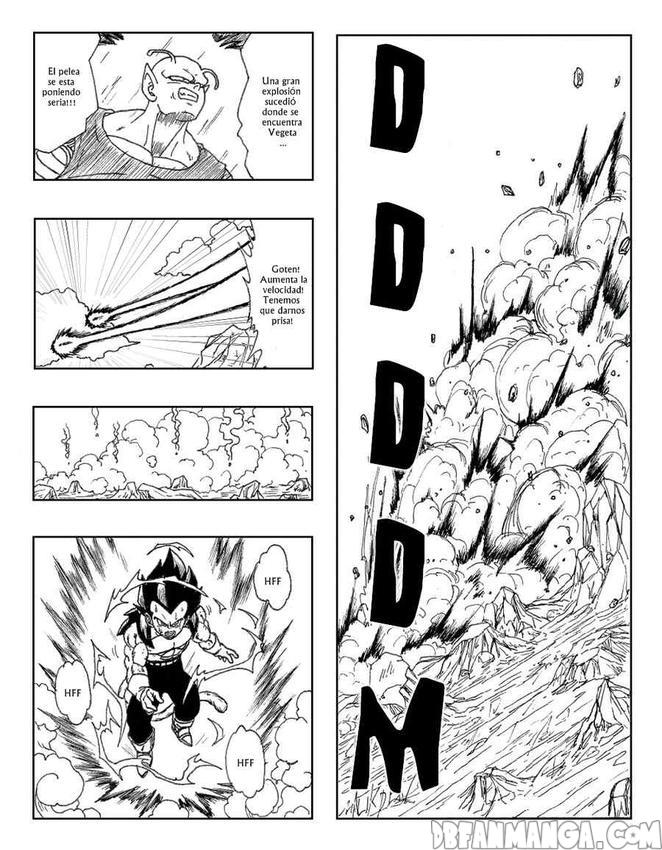 D
D
D
D
M
Una gran
explosión
sucedió
donde se
encuentra
Vegeta
...
El pelea
se esta
poniendo
seria!!!
Goten!
Aumenta la
velocidad!
Tenemos
que darnos
prisa!
HFF
HFF
HFF
DBFANMANGA.COM